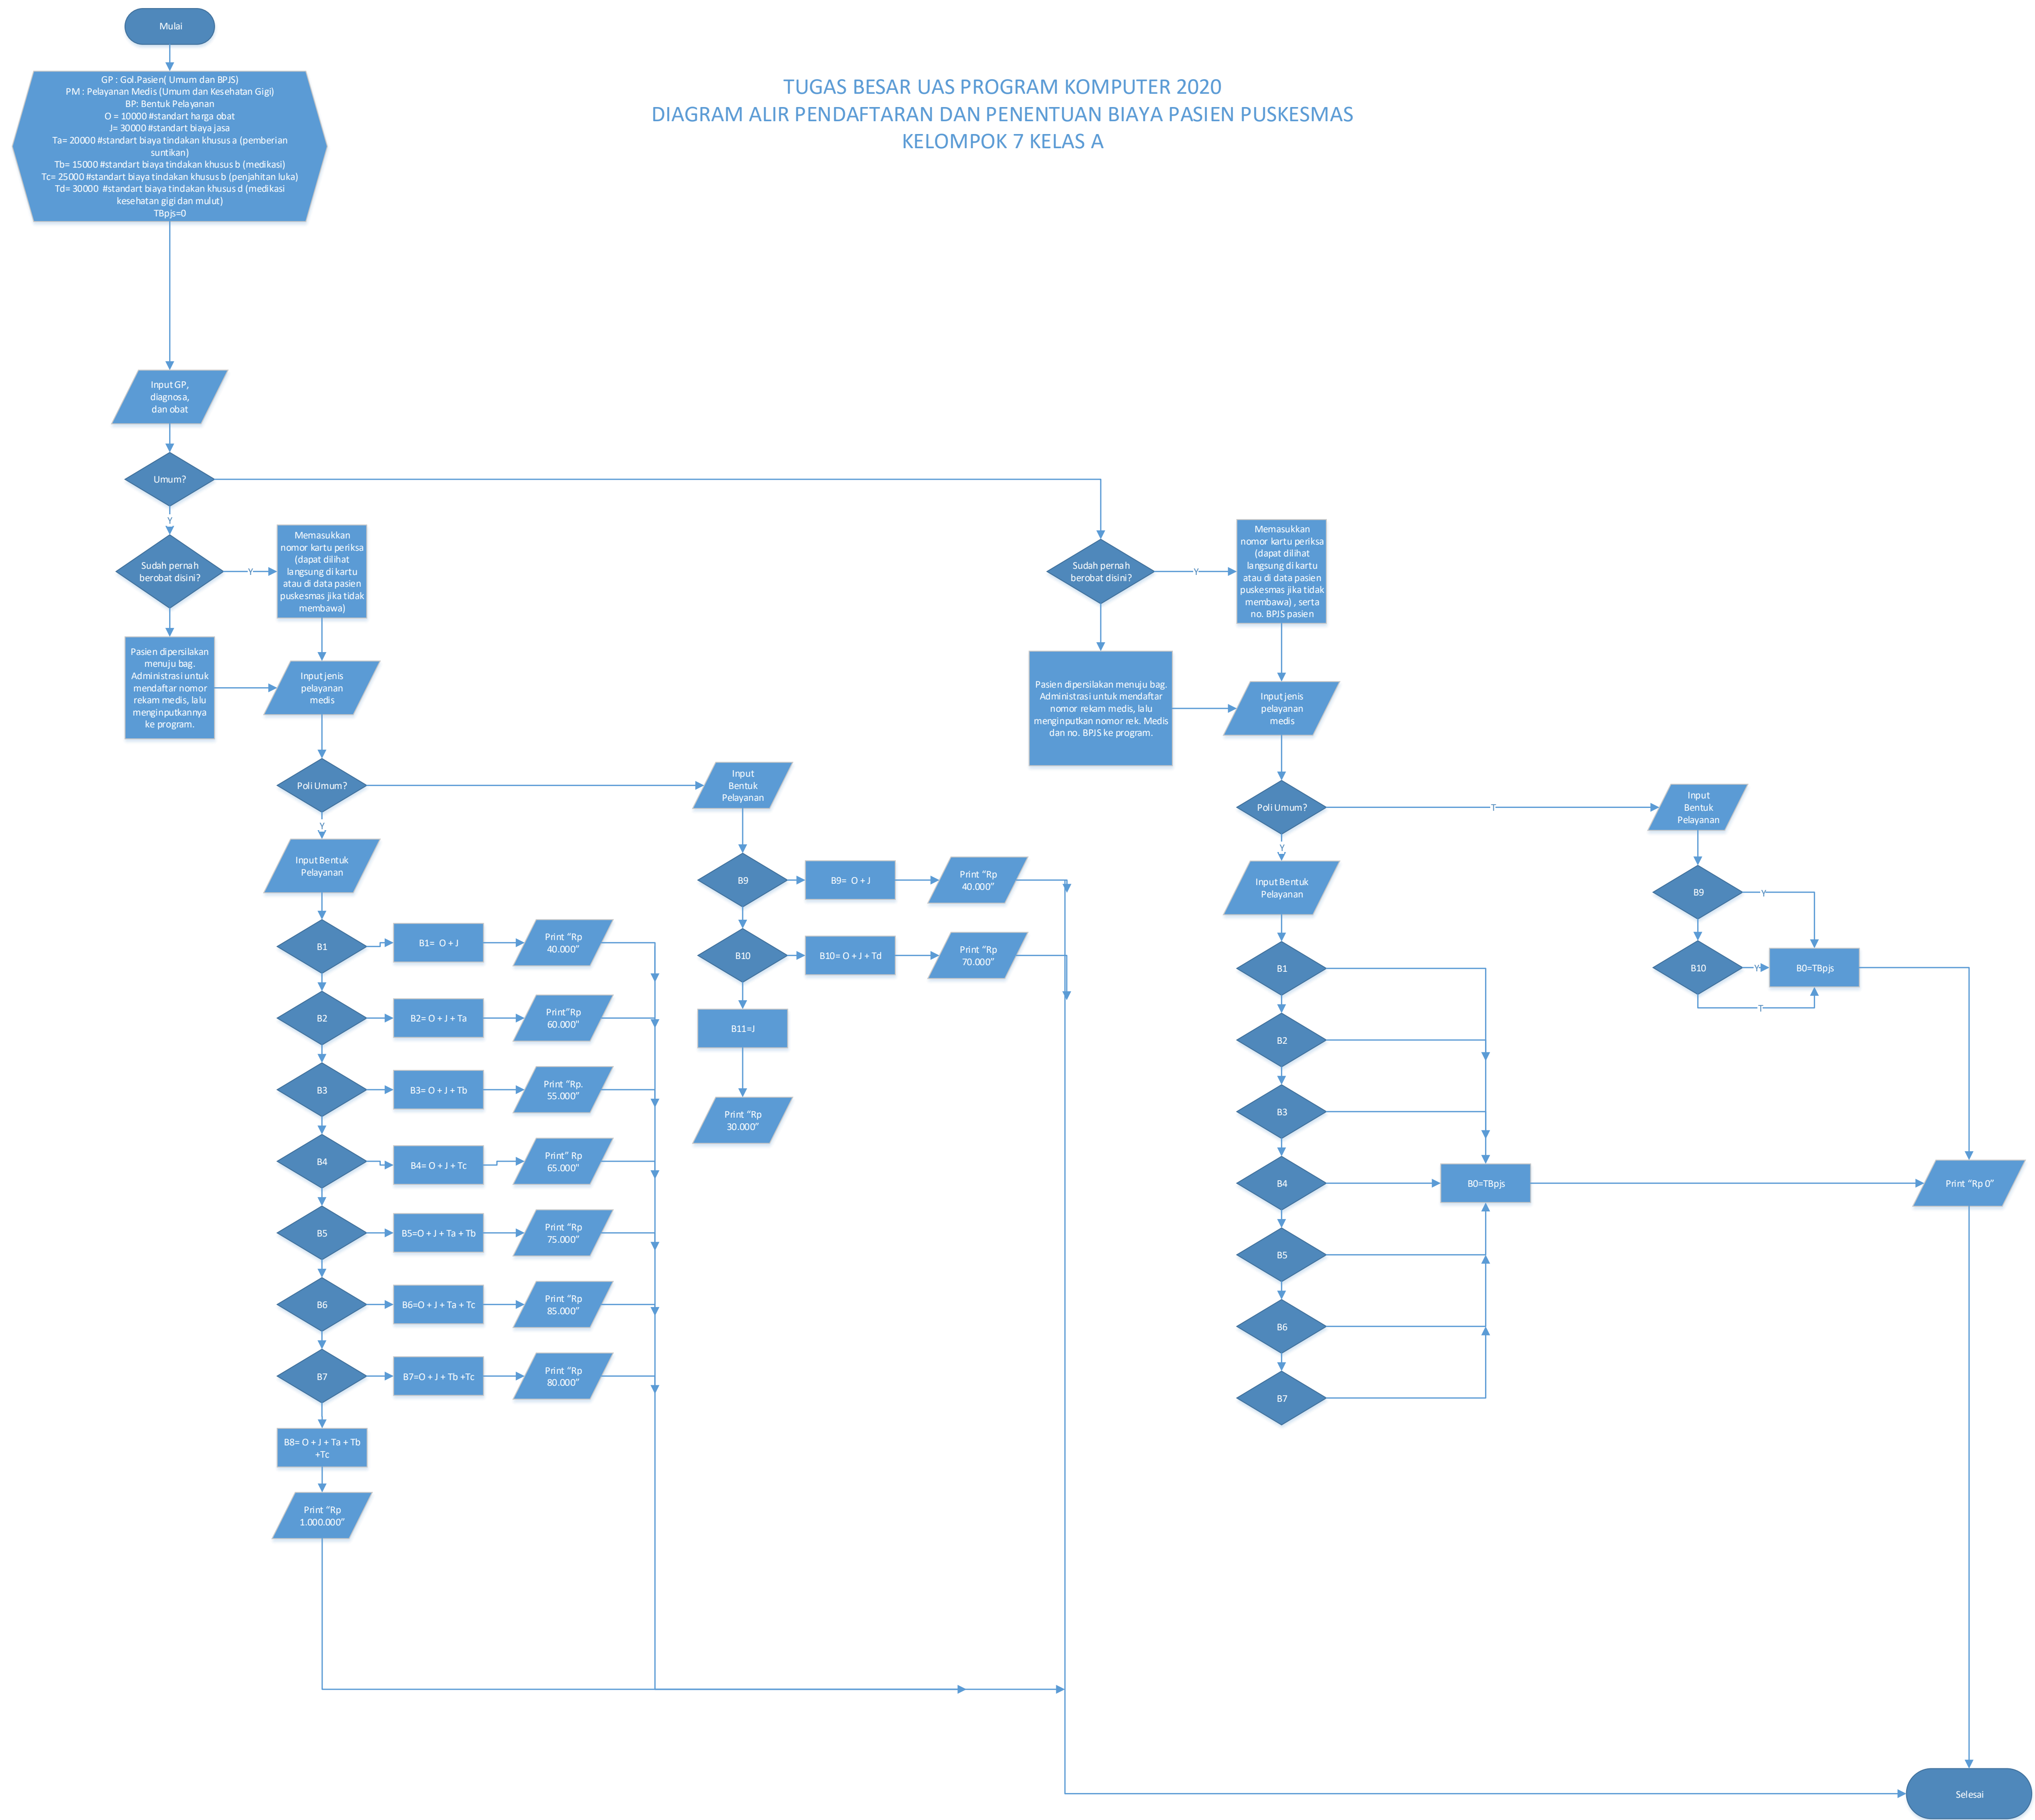 Mulai
TUGAS BESAR UAS PROGRAM KOMPUTER 2020
DIAGRAM ALIR PENDAFTARAN DAN PENENTUAN BIAYA PASIEN PUSKESMAS
KELOMPOK 7 KELAS A
GP : Gol.Pasien( Umum dan BPJS)
PM : Pelayanan Medis (Umum dan Kesehatan Gigi)
BP: Bentuk Pelayanan
O = 10000 #standart harga obat
J= 30000 #standart biaya jasa
Ta= 20000 #standart biaya tindakan khusus a (pemberian
suntikan)
Tb= 15000 #standart biaya tindakan khusus b (medikasi)
Tc= 25000 #standart biaya tindakan khusus b (penjahitan luka)
Td= 30000 #standart biaya tindakan khusus d (medikasi
kesehatan gigi dan mulut)
TBpjs=0
Input GP,
diagnosa,
dan obat
Umum?
Y
Sudah pernah
berobat disini?
Y
Memasukkan
nomor kartu periksa
(dapat dilihat
langsung di kartu
atau di data pasien
puskesmas jika tidak
membawa)
Pasien dipersilakan
menuju bag.
Administrasi untuk
mendaftar nomor
rekam medis, lalu
menginputkannya
ke program.
Input jenis
pelayanan
medis
Poli Umum?
Y
Input Bentuk
Pelayanan
B1
B1= O + J
Print “Rp
40.000”
B2
B2= O + J + Ta
Print”Rp
60.000"
B3
B3= O + J + Tb
Print “Rp.
55.000”
B4
B4= O + J + Tc
Print” Rp
65.000"
B5
B5=O + J + Ta + Tb
Print “Rp
75.000”
B6
B6=O + J + Ta + Tc
Print “Rp
85.000”
B7
B7=O + J + Tb +Tc
Print “Rp
80.000”
B8= O + J + Ta + Tb
+Tc
Print “Rp
1.000.000”
Input
Bentuk
Pelayanan
B9
B9= O + J
Print “Rp
40.000”
B10
B10= O + J + Td
Print “Rp
70.000”
B11=J
Print “Rp
30.000”
Sudah pernah
berobat disini?
Y
Memasukkan
nomor kartu periksa
(dapat dilihat
langsung di kartu
atau di data pasien
puskesmas jika tidak
membawa) , serta
no. BPJS pasien
Pasien dipersilakan menuju bag.
Administrasi untuk mendaftar
nomor rekam medis, lalu
menginputkan nomor rek. Medis
dan no. BPJS ke program.
Input jenis
pelayanan
medis
Poli Umum?
T
Y
Input Bentuk
Pelayanan
B1
B2
B3
B4
B5
B6
B7
B0=TBpjs
Input
Bentuk
Pelayanan
B9
Y
B10
Y
T
B0=TBpjs
Print “Rp 0”
Selesai